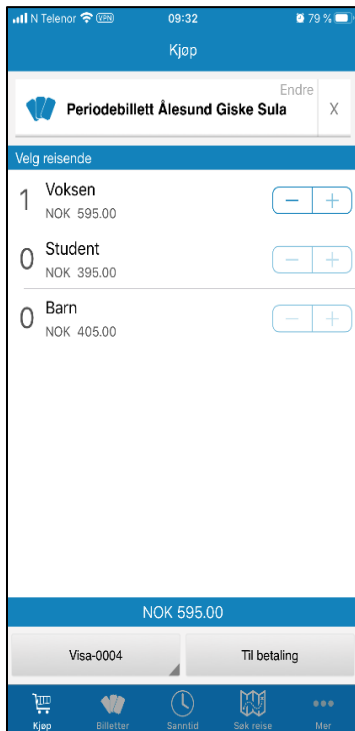 N Telenor VPN 09:32 79 %
Kjøp
Endre
Periodebillett Ålesund Giske Sula X
Velg reisende
1 Voksen − +
NOK 595.00
0 Student − +
NOK 395.00
0 Barn − +
NOK 405.00
NOK 595.00
Visa-0004 Til betaling
Kjøp Billetter Sanntid Søk reise Mer